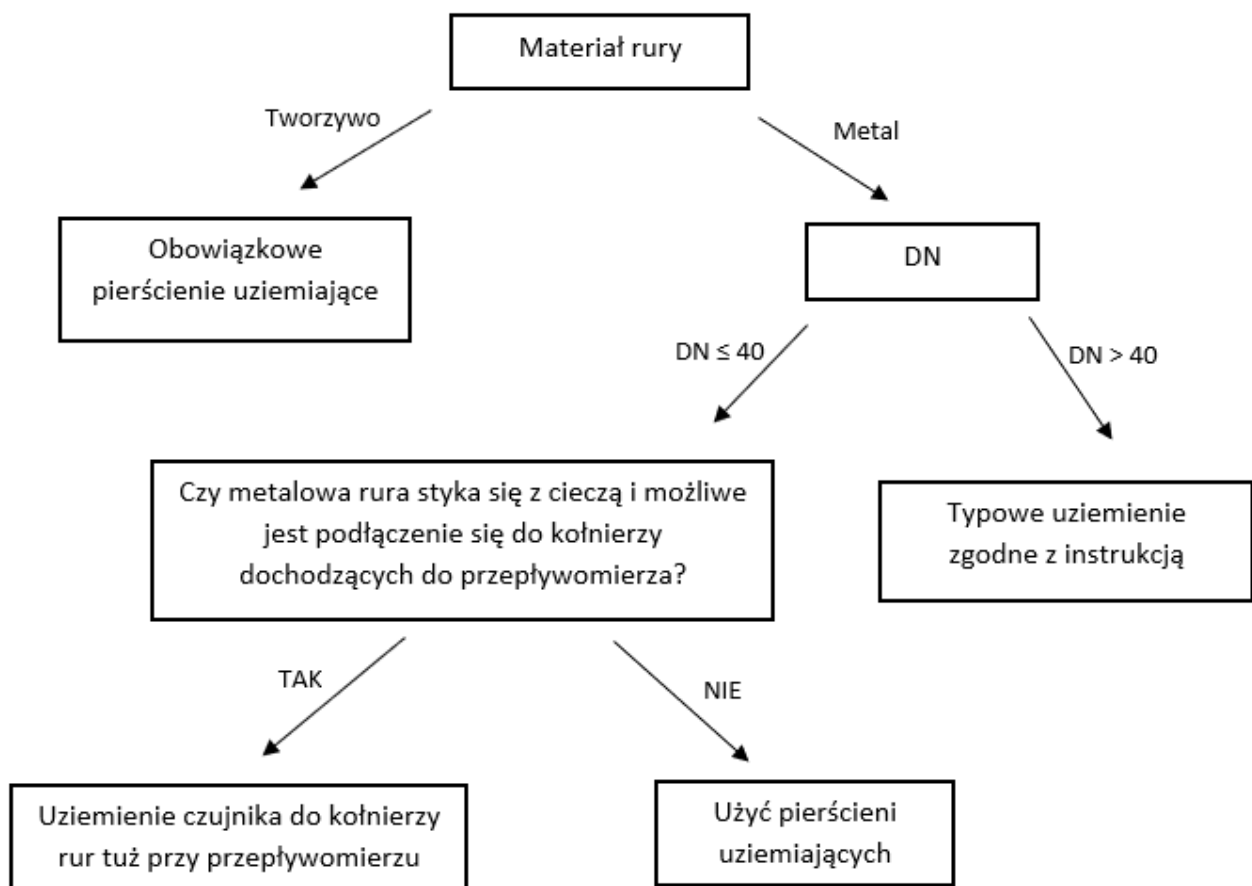 Materiał rury
Tworzywo
Metal
Obowiązkowe
pierścienie uziemiające
DN
DN ≤ 40
DN > 40
Czy metalowa rura styka się z cieczą i możliwe
jest podłączenie się do kołnierzy
dochodzących do przepływomierza?
Typowe uziemienie
zgodne z instrukcją
TAK
NIE
Uziemienie czujnika do kołnierzy
rur tuż przy przepływomierzu
Użyć pierścieni
uziemiających